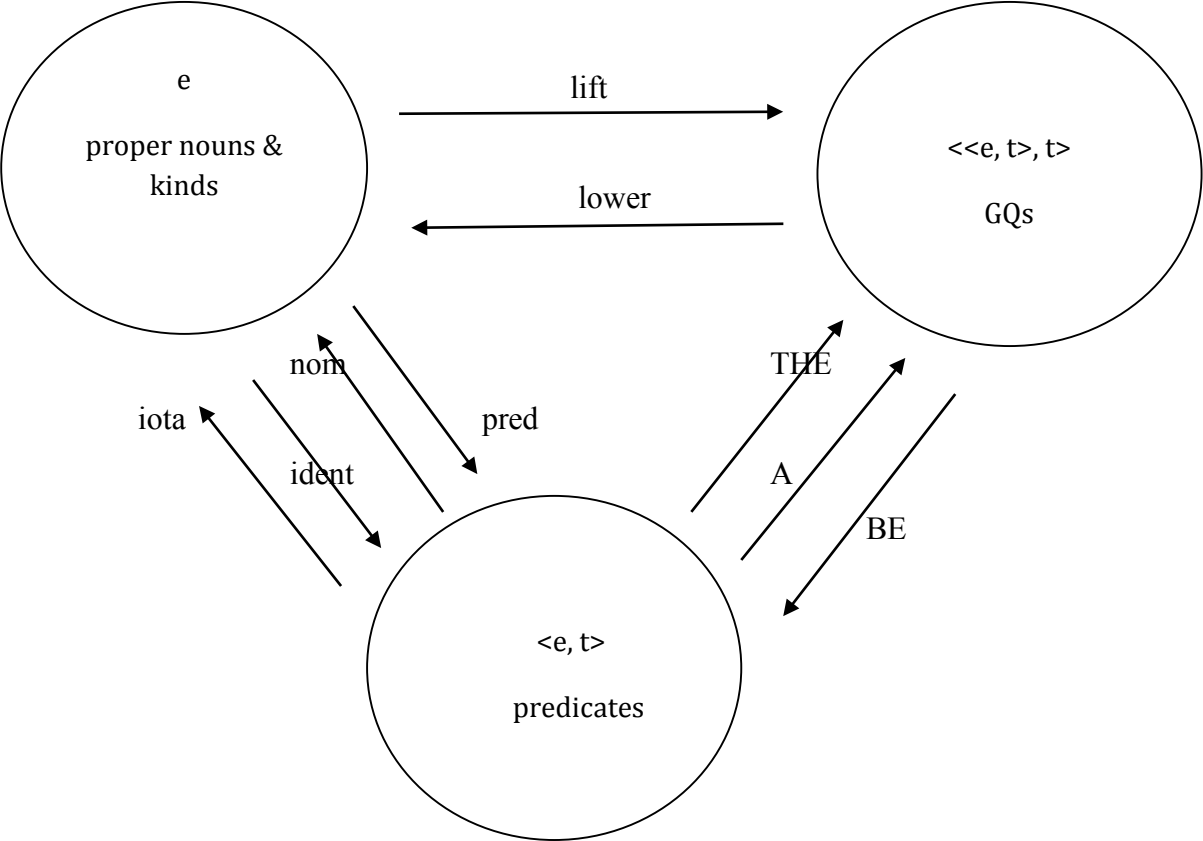 e
lift
proper nouns &
kinds
<<e, t>, t>
lower
GQs
nom
THE
iota
pred
ident
A
BE
<e, t>
predicates